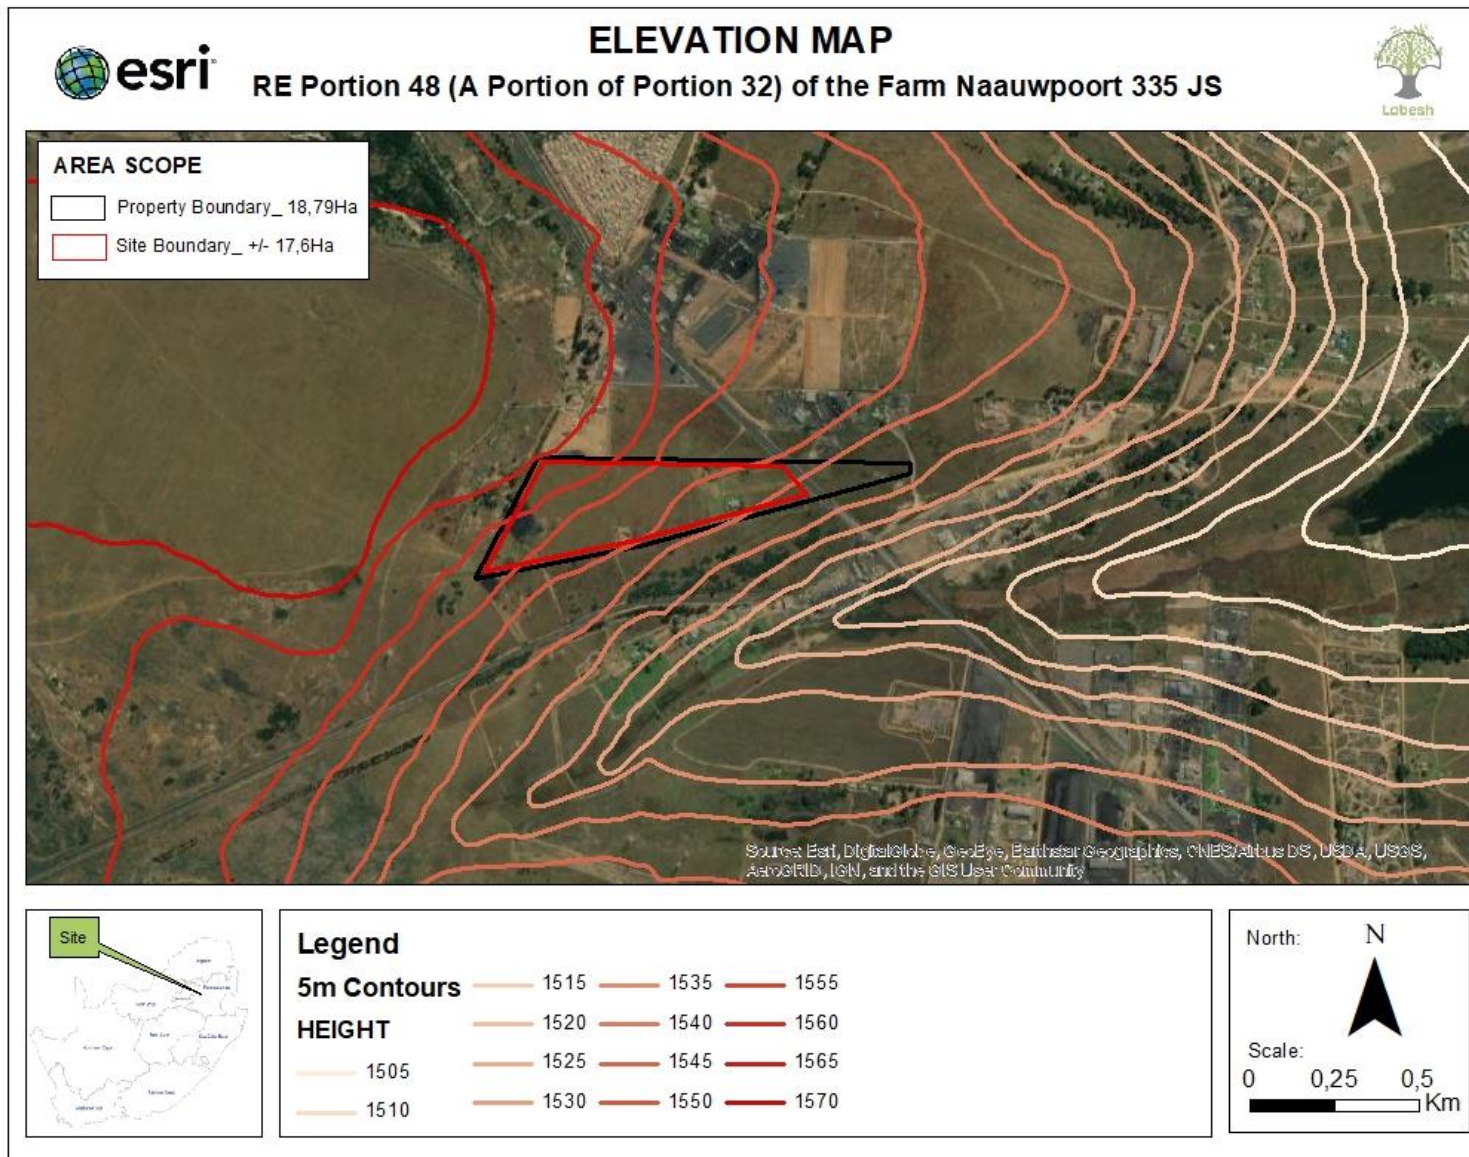 esri
ELEVATION MAP
RE Portion 48 (A Portion of Portion 32) of the Farm Naauwpoort 335 JS
Labesh
AREA SCOPE
Property Boundary_ 18,79Ha
Site Boundary_ +/- 17,6Ha
Source: Esri, DigitalGlobe, GeoEye, Earthstar Geographics, CNES/Airbus DS, USDA, USGS,
AeroGRID, IGN, and the GIS User Community
Site
Legend
5m Contours
HEIGHT
1505
1510
1515
1520
1525
1530
1535
1540
1545
1550
1555
1560
1565
1570
North:
N
Scale:
0 0,25 0,5
Km